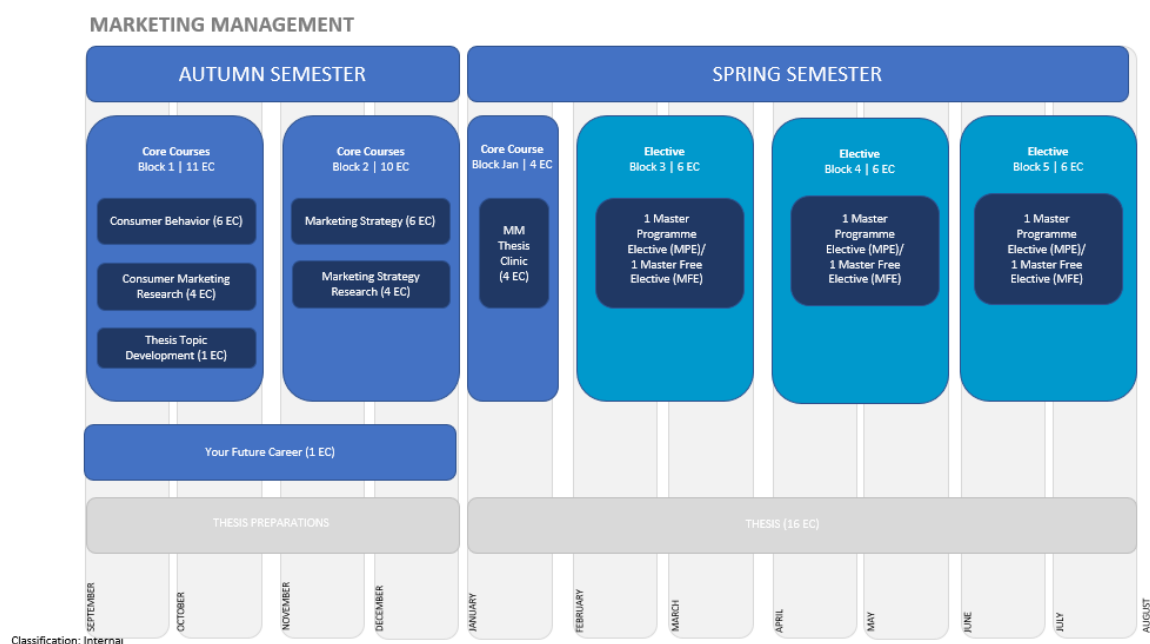 MARKETING MANAGEMENT
AUTUMN SEMESTER
SPRING SEMESTER
Core Courses
Block 1 | 11 EC
Consumer Behavior (6 EC)
Consumer Marketing
Research (4 EC)
Thesis Topic
Development (1 EC)
Core Courses
Block 2 | 10 EC
Marketing Strategy (6 EC)
Marketing Strategy
Research (4 EC)
Core Course
Block Jan | 4 EC
MM
Thesis
Clinic
(4 EC)
Elective
Block 3 | 6 EC
1 Master
Programme
Elective (MPE)/
1 Master Free
Elective (MFE)
Elective
Block 4 | 6 EC
1 Master
Programme
Elective (MPE)/
1 Master Free
Elective (MFE)
Elective
Block 5 | 6 EC
1 Master
Programme
Elective (MPE)/
1 Master Free
Elective (MFE)
Your Future Career (1 EC)
THESIS PREPARATIONS
THESIS (16 EC)
SEPTEMBER
OCTOBER
NOVEMBER
DECEMBER
JANUARY
FEBRUARY
MARCH
APRIL
MAY
JUNE
JULY
AUGUST
Classification: Internal